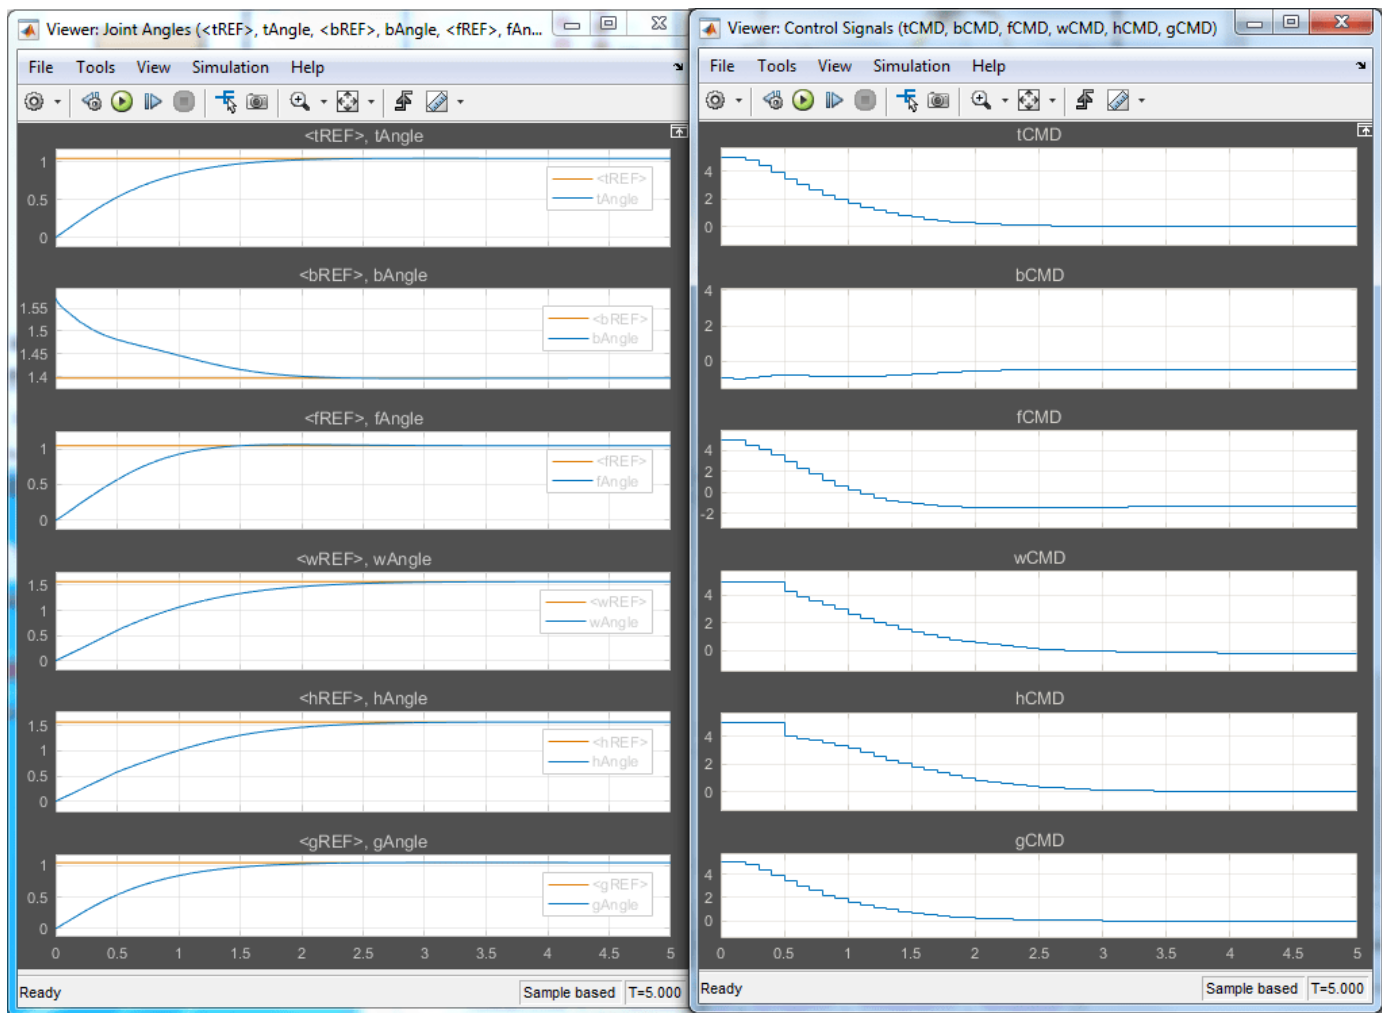 Viewer: Joint Angles (<tREF>, tAngle, <bREF>, bAngle, <fREF>, fAn...
File Tools View Simulation Help
<tREF>, tAngle
1
0.5
0
<tREF>
tAngle
<bREF>, bAngle
1.55
1.5
1.45
1.4
<bREF>
bAngle
<fREF>, fAngle
1
0.5
0
<fREF>
fAngle
<wREF>, wAngle
1.5
1
0.5
0
<wREF>
wAngle
<hREF>, hAngle
1.5
1
0.5
0
<hREF>
hAngle
<gREF>, gAngle
1
0.5
0
<gREF>
gAngle
0 0.5 1 1.5 2 2.5 3 3.5 4 4.5 5
Ready Sample based T=5.000
Viewer: Control Signals (tCMD, bCMD, fCMD, wCMD, hCMD, gCMD)
File Tools View Simulation Help
tCMD
4
2
0
bCMD
4
2
0
fCMD
4
2
0
-2
wCMD
4
2
0
hCMD
4
2
0
gCMD
4
2
0
0 0.5 1 1.5 2 2.5 3 3.5 4 4.5 5
Ready Sample based T=5.000